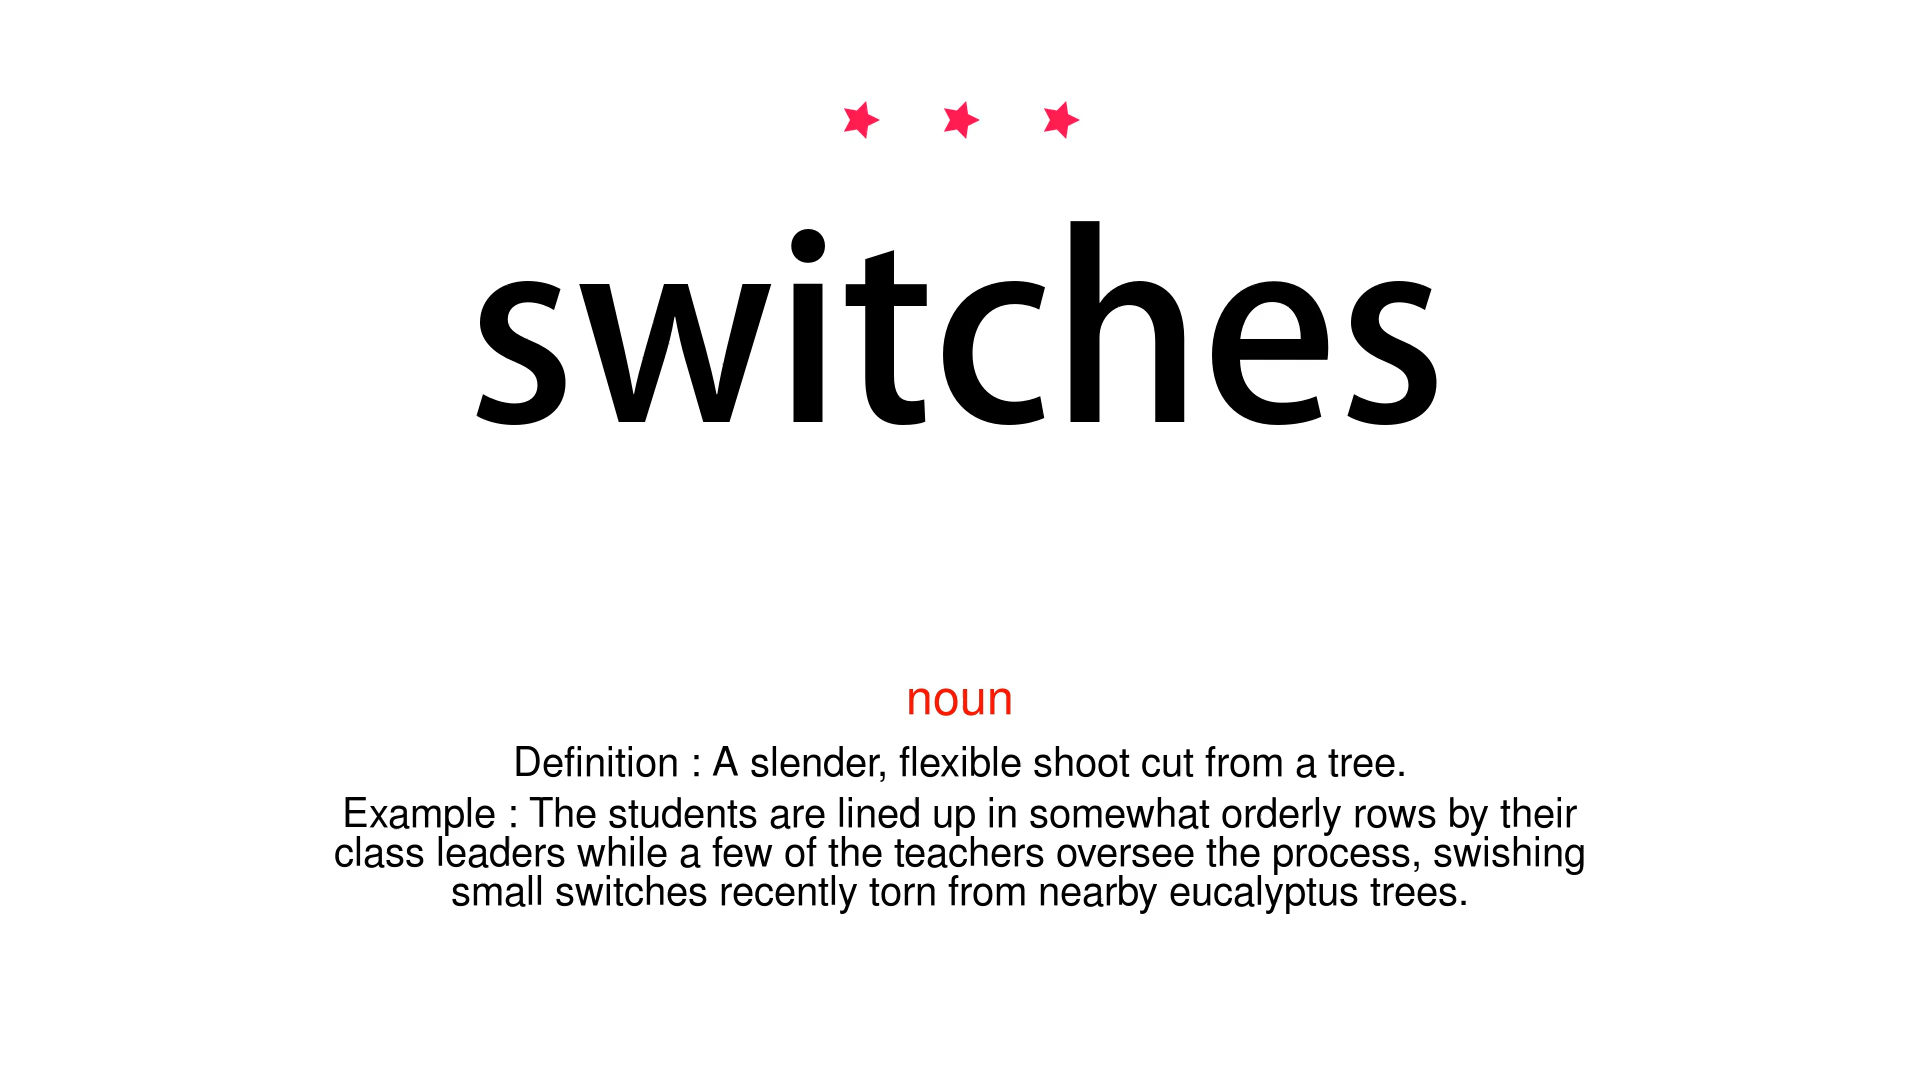 switches
noun
Definition : A slender, flexible shoot cut from a tree.
Example : The students are lined up in somewhat orderly rows by their
class leaders while a few of the teachers oversee the process, swishing
small switches recently torn from nearby eucalyptus trees.